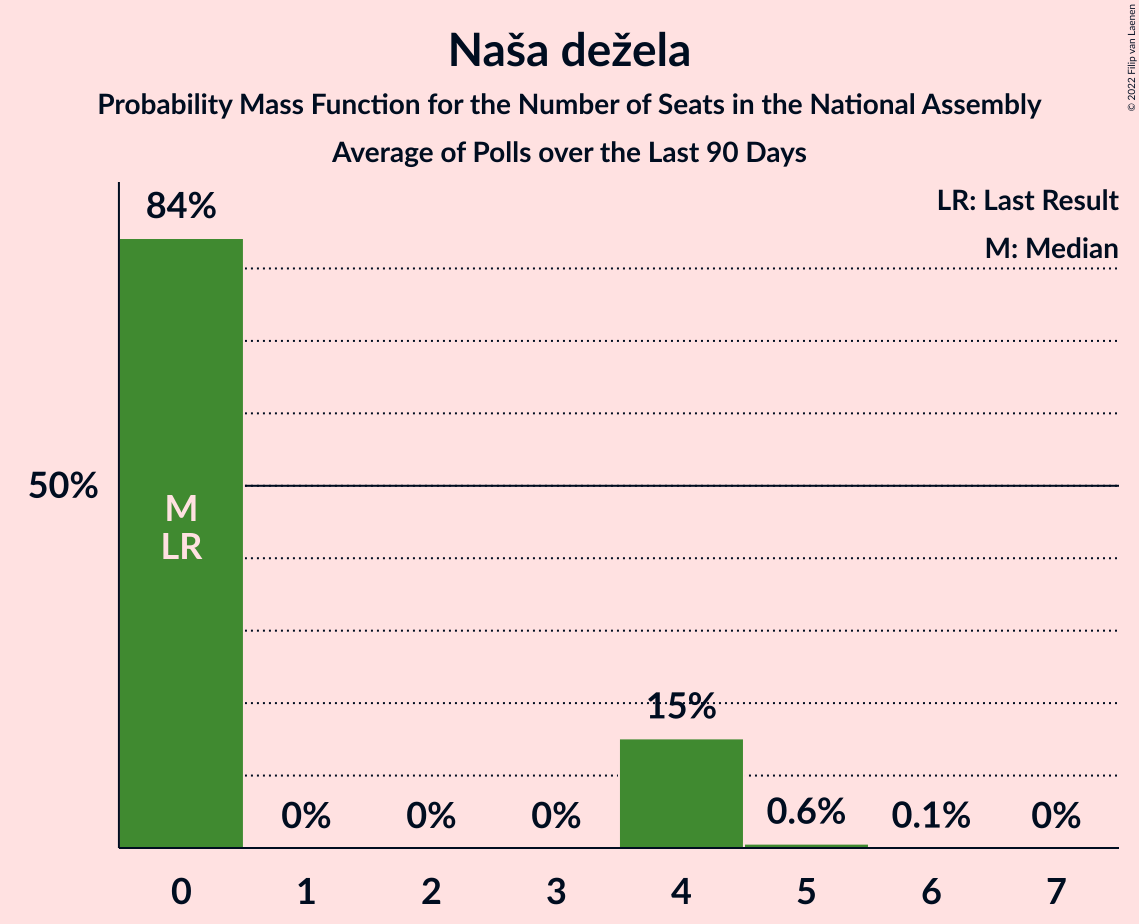 Naša dežela
Probability Mass Function for the Number of Seats in the National Assembly
Average of Polls over the Last 90 Days
© 2022 Filip van Laenen
LR: Last Result
M: Median
84%
50%
M
LR
15%
0%
0%
0%
0.6%
0.1%
0%
0 1 2 3 4 5 6 7